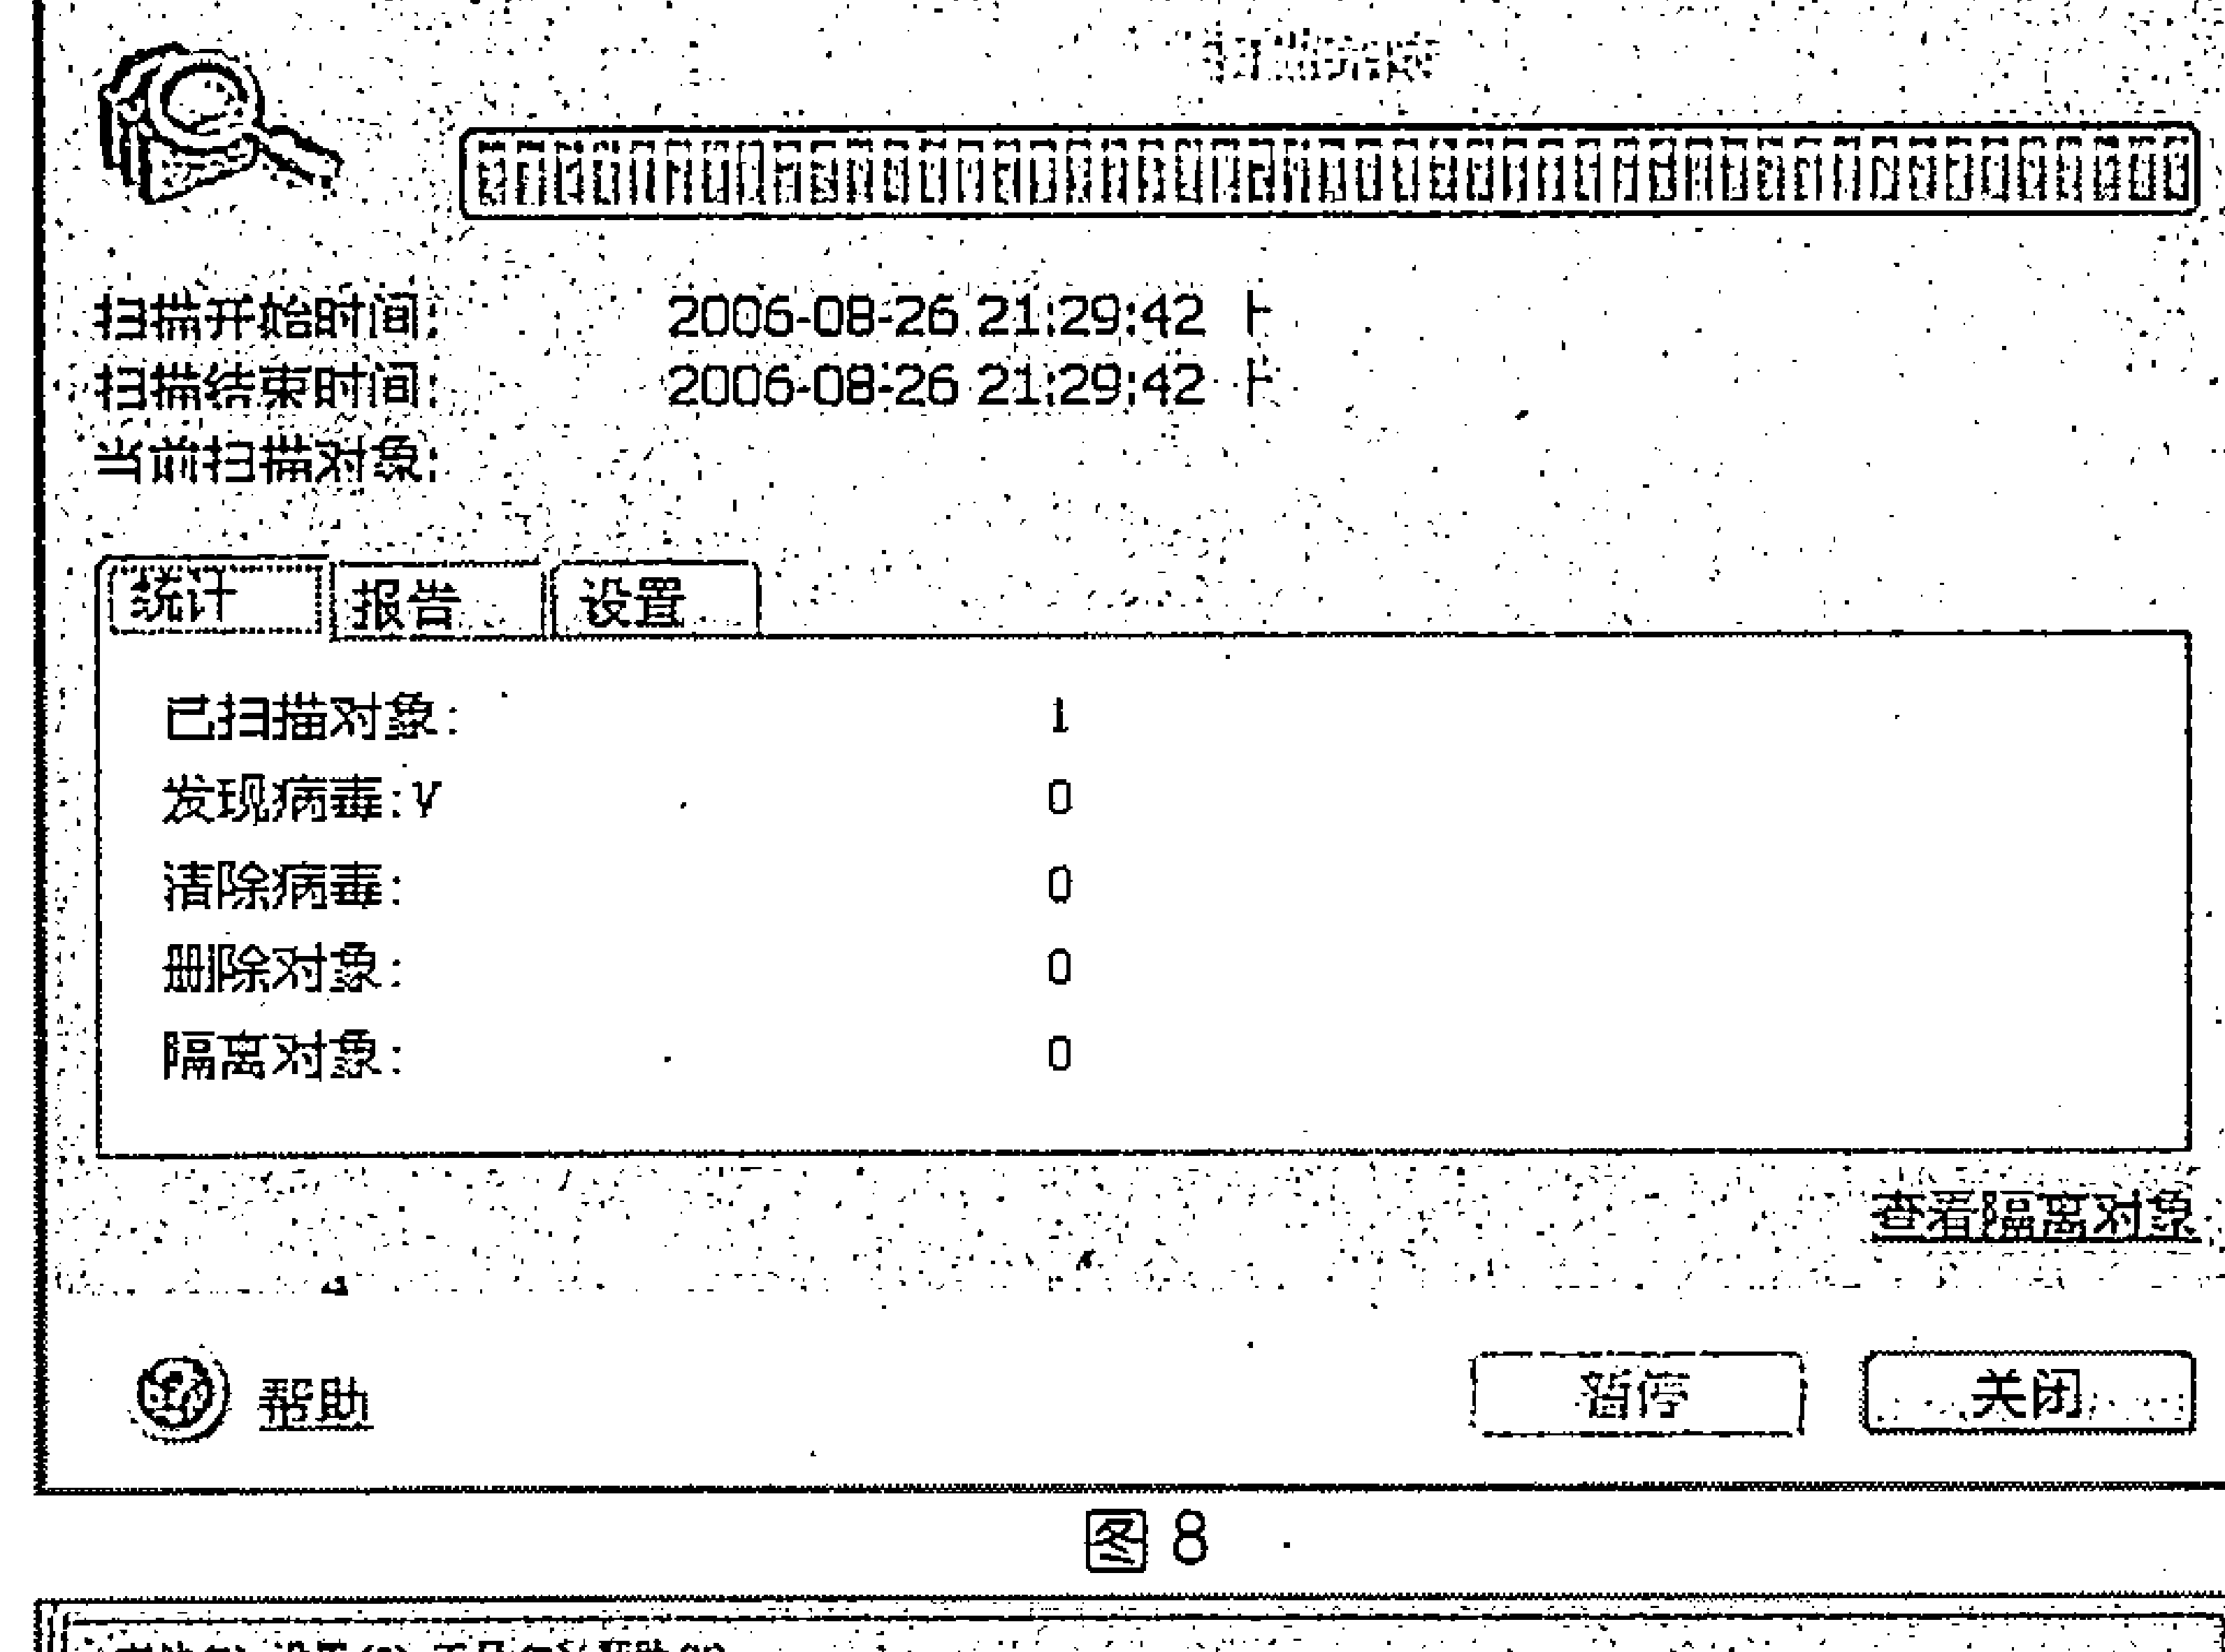 扫描开始时间: 2006-08-26 21:29:42
扫描结束时间: 2006-08-26 21:29:42
当前扫描对象:
统计 报告 设置
已扫描对象: 1
发现病毒:V 0
清除病毒: 0
删除对象: 0
隔离对象: 0
查看隔离对象
帮助 暂停 关闭
图 8